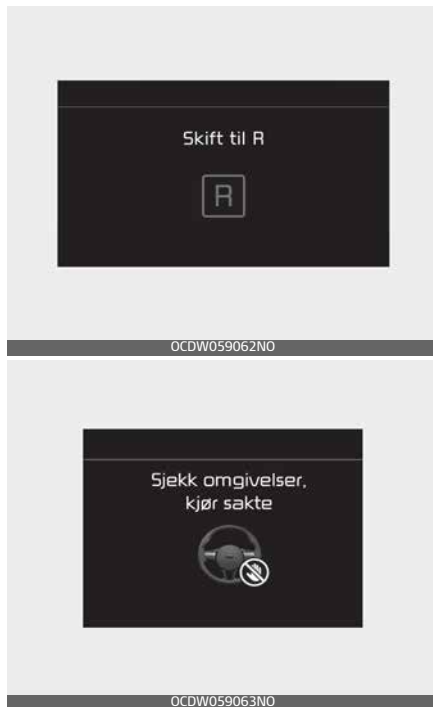 Skift til R
R
OCDW059062NO
Sjekk omgivelser,
kjør sakte
OCDW059063NO